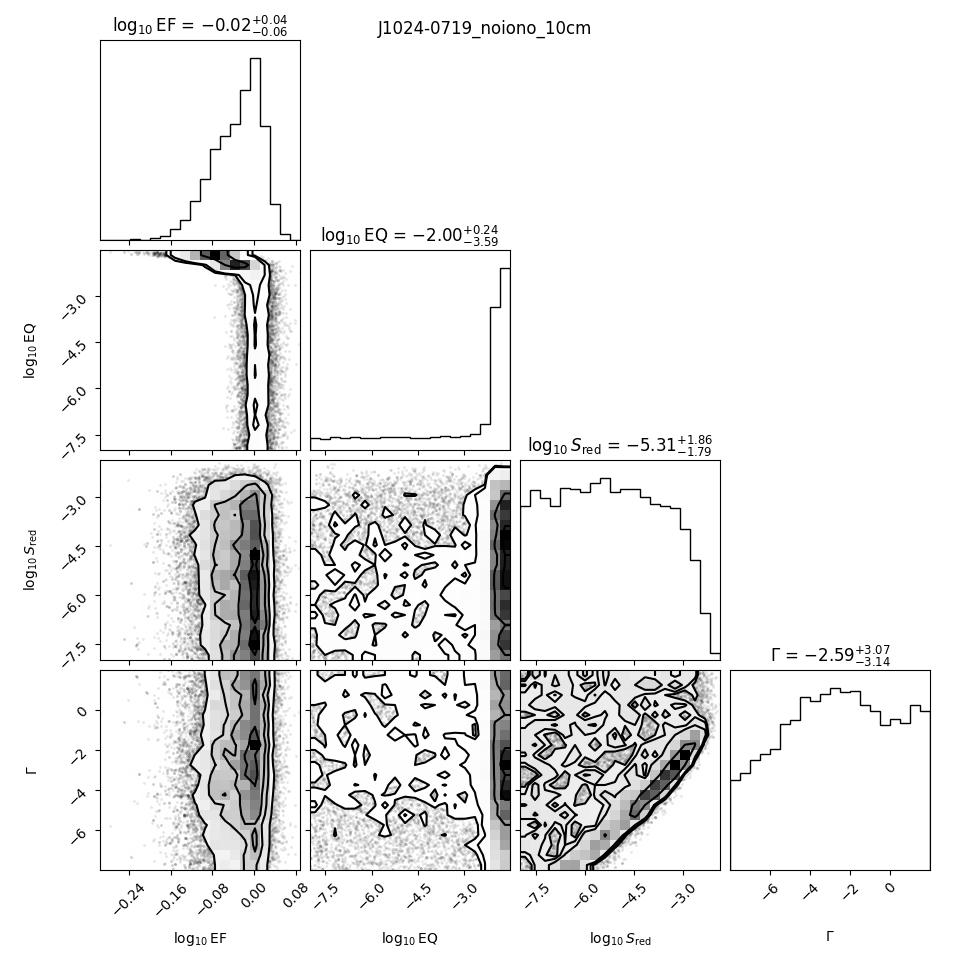 J1024-0719_noiono_10cm
log₁₀ EF = −0.02 +0.04 −0.06
log₁₀ EQ = −2.00 +0.24 −3.59
log₁₀ S_red = −5.31 +1.86 −1.79
Γ = −2.59 +3.07 −3.14
log₁₀ EQ
−3.0
−4.5
−6.0
−7.5
log₁₀ S_red
−3.0
−4.5
−6.0
−7.5
Γ
0
−2
−4
−6
−0.24 −0.16 −0.08 0.00 0.08
−7.5 −6.0 −4.5 −3.0
−7.5 −6.0 −4.5 −3.0
−6 −4 −2 0
log₁₀ EF
log₁₀ EQ
log₁₀ S_red
Γ